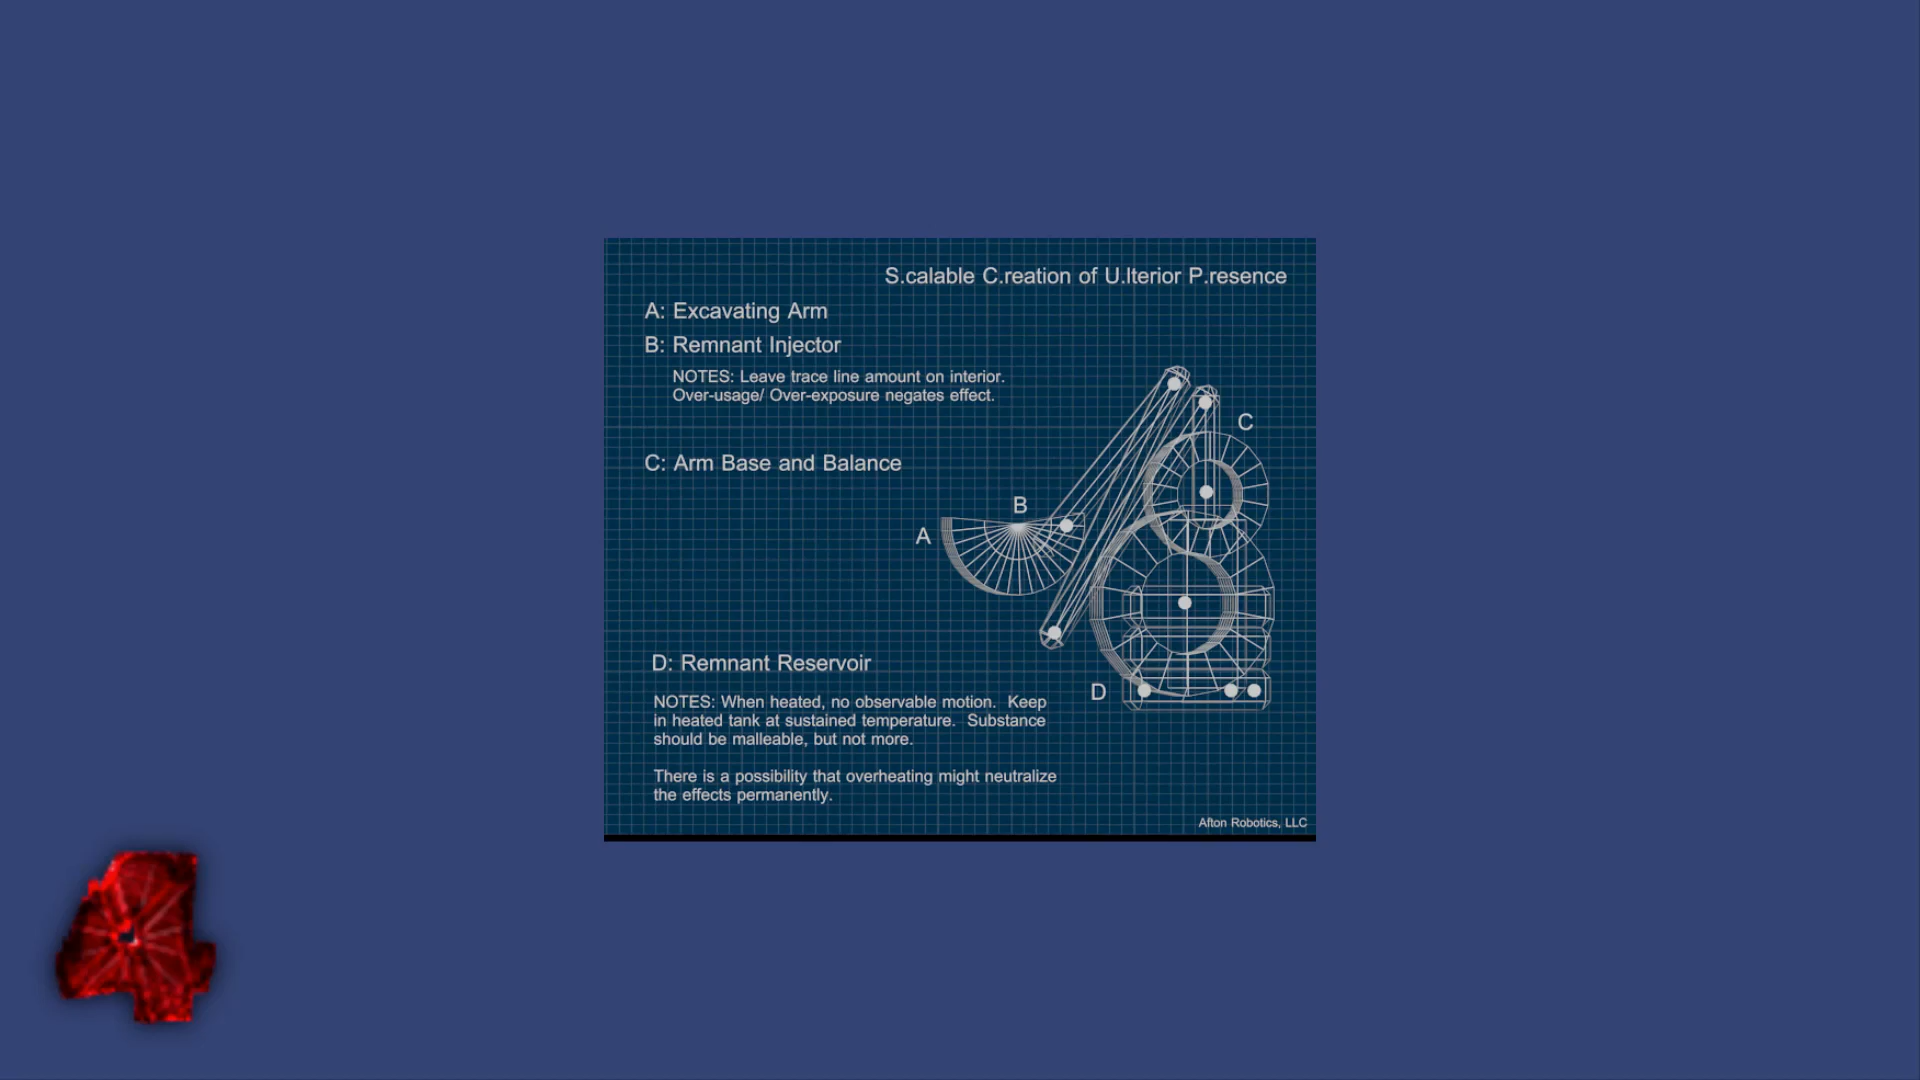 S.calable C.reation of U.lterior P.resence
A: Excavating Arm
B: Remnant Injector
NOTES: Leave trace line amount on interior.
Over-usage/ Over-exposure negates effect.
C
C: Arm Base and Balance
B
A
D: Remnant Reservoir
D
NOTES: When heated, no observable motion. Keep
in heated tank at sustained temperature. Substance
should be malleable, but not more.
There is a possibility that overheating might neutralize
the effects permanently.
Afton Robotics, LLC
4